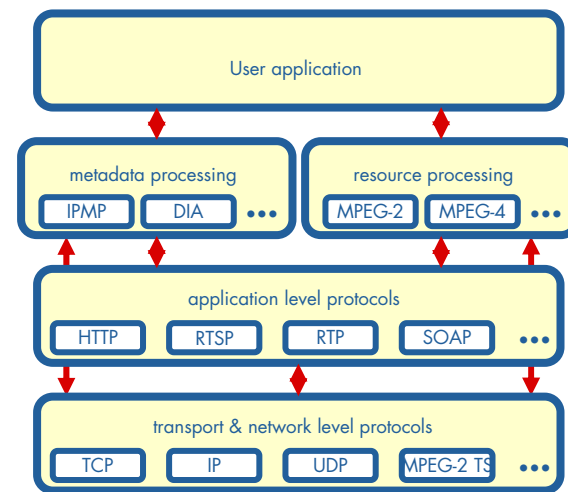 User application
metadata processing
resource processing
IPMP
DIA
•••
MPEG-2
MPEG-4
•••
application level protocols
HTTP
RTSP
RTP
SOAP
•••
transport & network level protocols
TCP
IP
UDP
MPEG-2 TS
•••